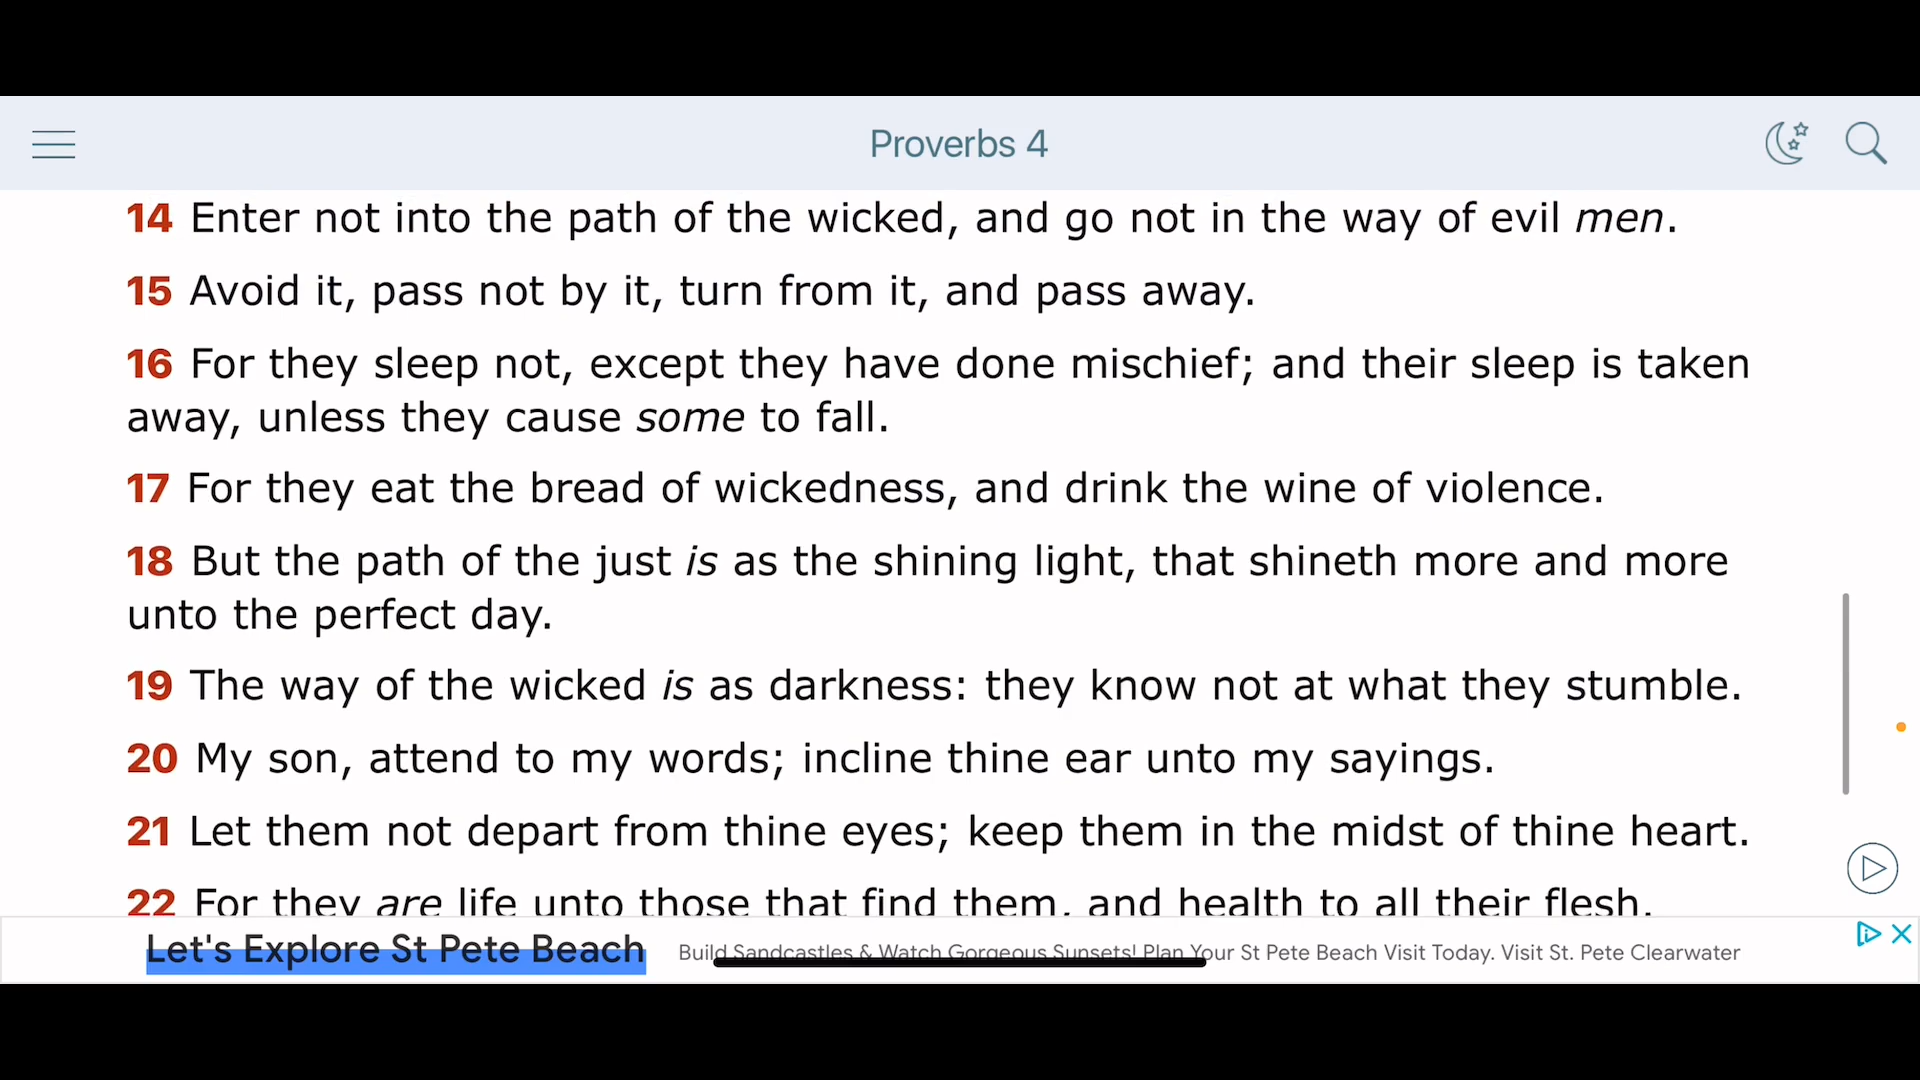 Proverbs 4
14 Enter not into the path of the wicked, and go not in the way of evil men.
15 Avoid it, pass not by it, turn from it, and pass away.
16 For they sleep not, except they have done mischief; and their sleep is taken
away, unless they cause some to fall.
17 For they eat the bread of wickedness, and drink the wine of violence.
18 But the path of the just is as the shining light, that shineth more and more
unto the perfect day.
19 The way of the wicked is as darkness: they know not at what they stumble.
20 My son, attend to my words; incline thine ear unto my sayings.
21 Let them not depart from thine eyes; keep them in the midst of thine heart.
22 For they are life unto those that find them, and health to all their flesh.
Let's Explore St Pete Beach
Build Sandcastles & Watch Gorgeous Sunsets! Plan Your St Pete Beach Visit Today. Visit St. Pete Clearwater